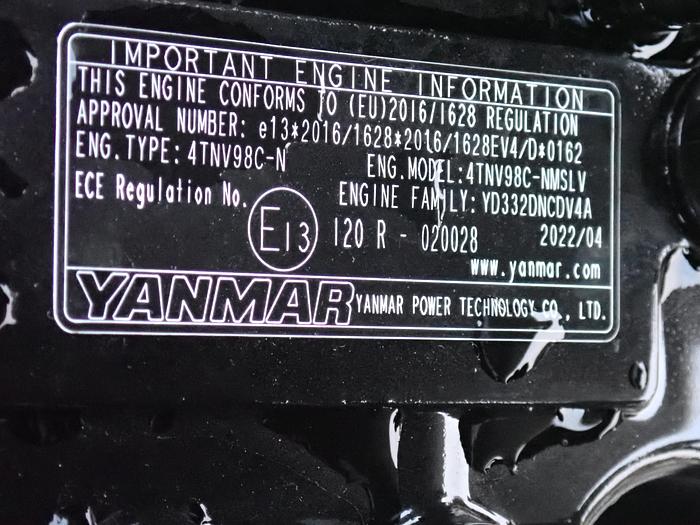 IMPORTANT ENGINE INFORMATION
THIS ENGINE CONFORMS TO (EU)2016/1628 REGULATION
APPROVAL NUMBER: e13*2016/1628*2016/1628EV4/D*0162
ENG.TYPE: 4TNV98C-N ENG.MODEL:4TNV98C-NMSLV
ECE Regulation No. ENGINE FAMILY: YD332DNCDV4A
E13 120 R - 020028 2022/04
www.yanmar.com
YANMAR YANMAR POWER TECHNOLOGY CO., LTD.